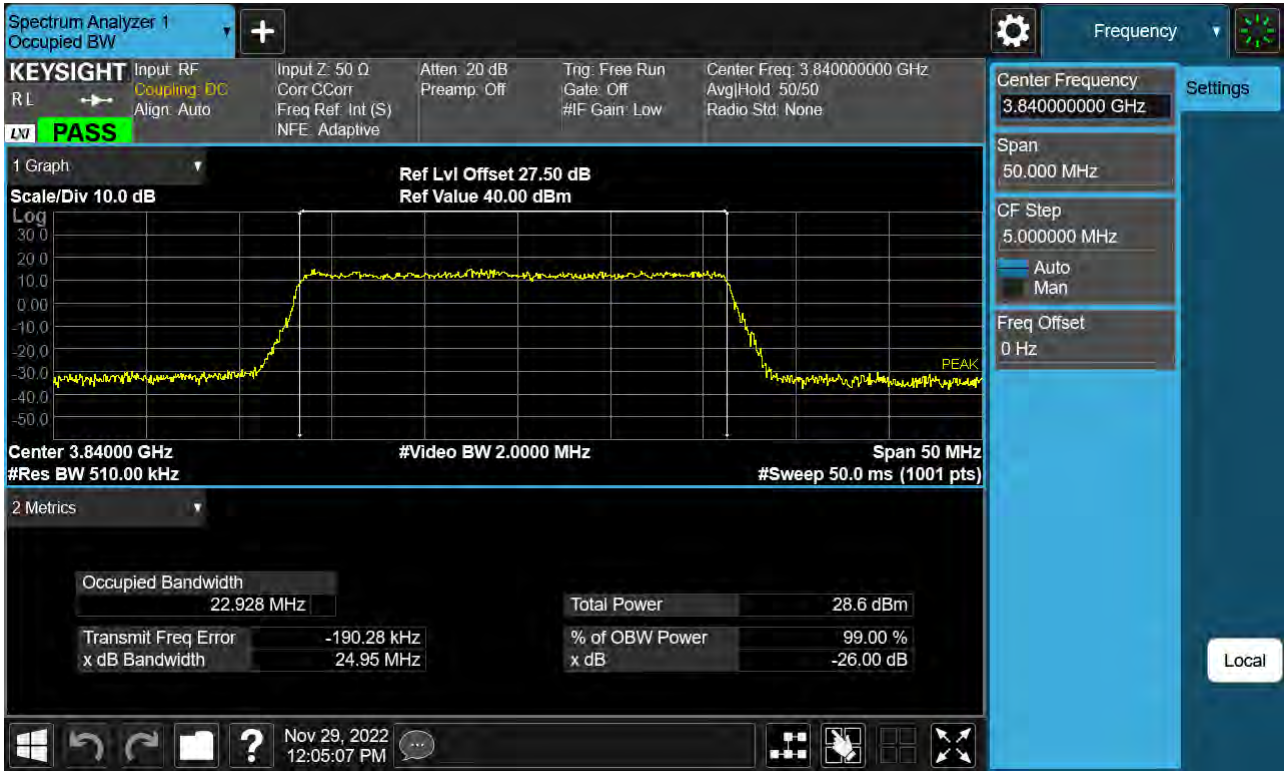 Spectrum Analyzer 1
Occupied BW
+
Frequency
KEYSIGHT
R L
LXI PASS
Input: RF
Coupling: DC
Align: Auto
Input Z: 50 Ω
Corr CCorr
Freq Ref: Int (S)
NFE: Adaptive
Atten: 20 dB
Preamp: Off
Trig: Free Run
Gate: Off
#IF Gain: Low
Center Freq: 3.840000000 GHz
Avg|Hold: 50/50
Radio Std: None
Center Frequency
3.840000000 GHz
Settings
Span
50.000 MHz
CF Step
5.000000 MHz
Auto
Man
Freq Offset
0 Hz
Local
1 Graph
Scale/Div 10.0 dB
Ref Lvl Offset 27.50 dB
Ref Value 40.00 dBm
Log
30.0
20.0
10.0
0.00
-10.0
-20.0
-30.0
-40.0
-50.0
PEAK
Center 3.84000 GHz #Video BW 2.0000 MHz Span 50 MHz
#Res BW 510.00 kHz #Sweep 50.0 ms (1001 pts)
2 Metrics
Occupied Bandwidth
22.928 MHz
Total Power 28.6 dBm
Transmit Freq Error -190.28 kHz % of OBW Power 99.00 %
x dB Bandwidth 24.95 MHz x dB -26.00 dB
?
Nov 29, 2022
12:05:07 PM